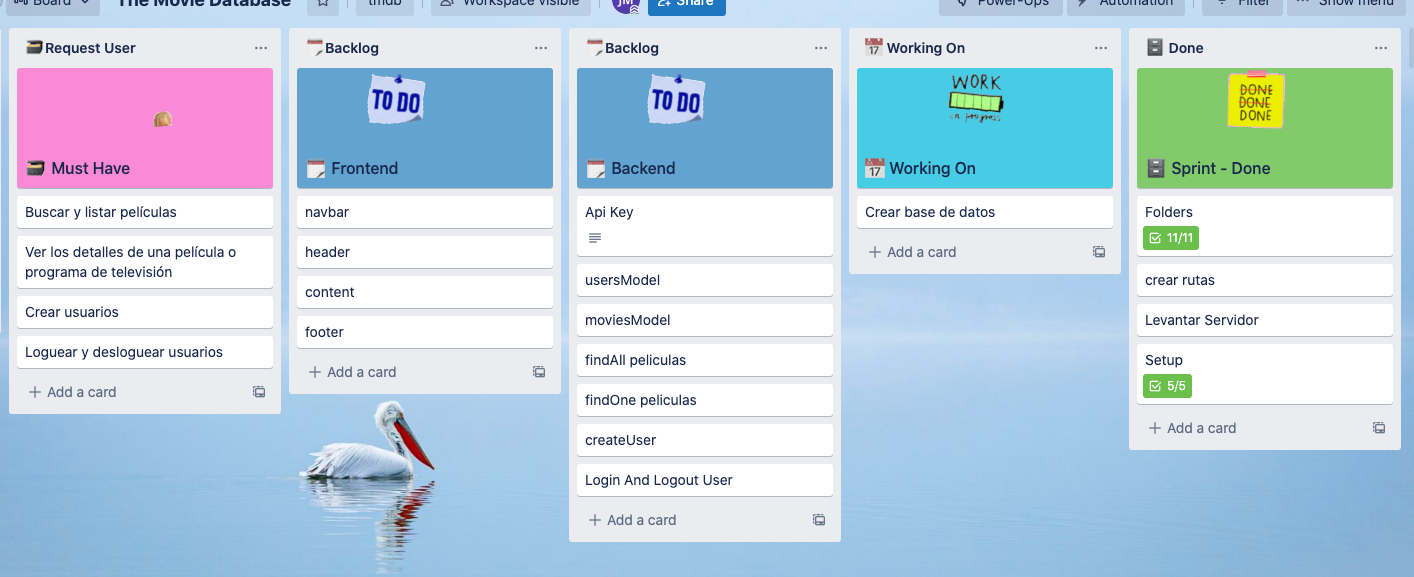 Board
The Movie Database
tmdb
Workspace visible
JM
Share
Power-Ups
Automation
Filter
Show menu
Request User
Must Have
Buscar y listar películas
Ver los detalles de una película o
programa de televisión
Crear usuarios
Loguear y desloguear usuarios
+ Add a card
Backlog
TO DO
Frontend
navbar
header
content
footer
+ Add a card
Backlog
TO DO
Backend
Api Key
usersModel
moviesModel
findAll peliculas
findOne peliculas
createUser
Login And Logout User
+ Add a card
17 Working On
WORK
in progress
17 Working On
Crear base de datos
+ Add a card
Done
DONE
DONE
DONE
Sprint - Done
Folders
11/11
crear rutas
Levantar Servidor
Setup
5/5
+ Add a card